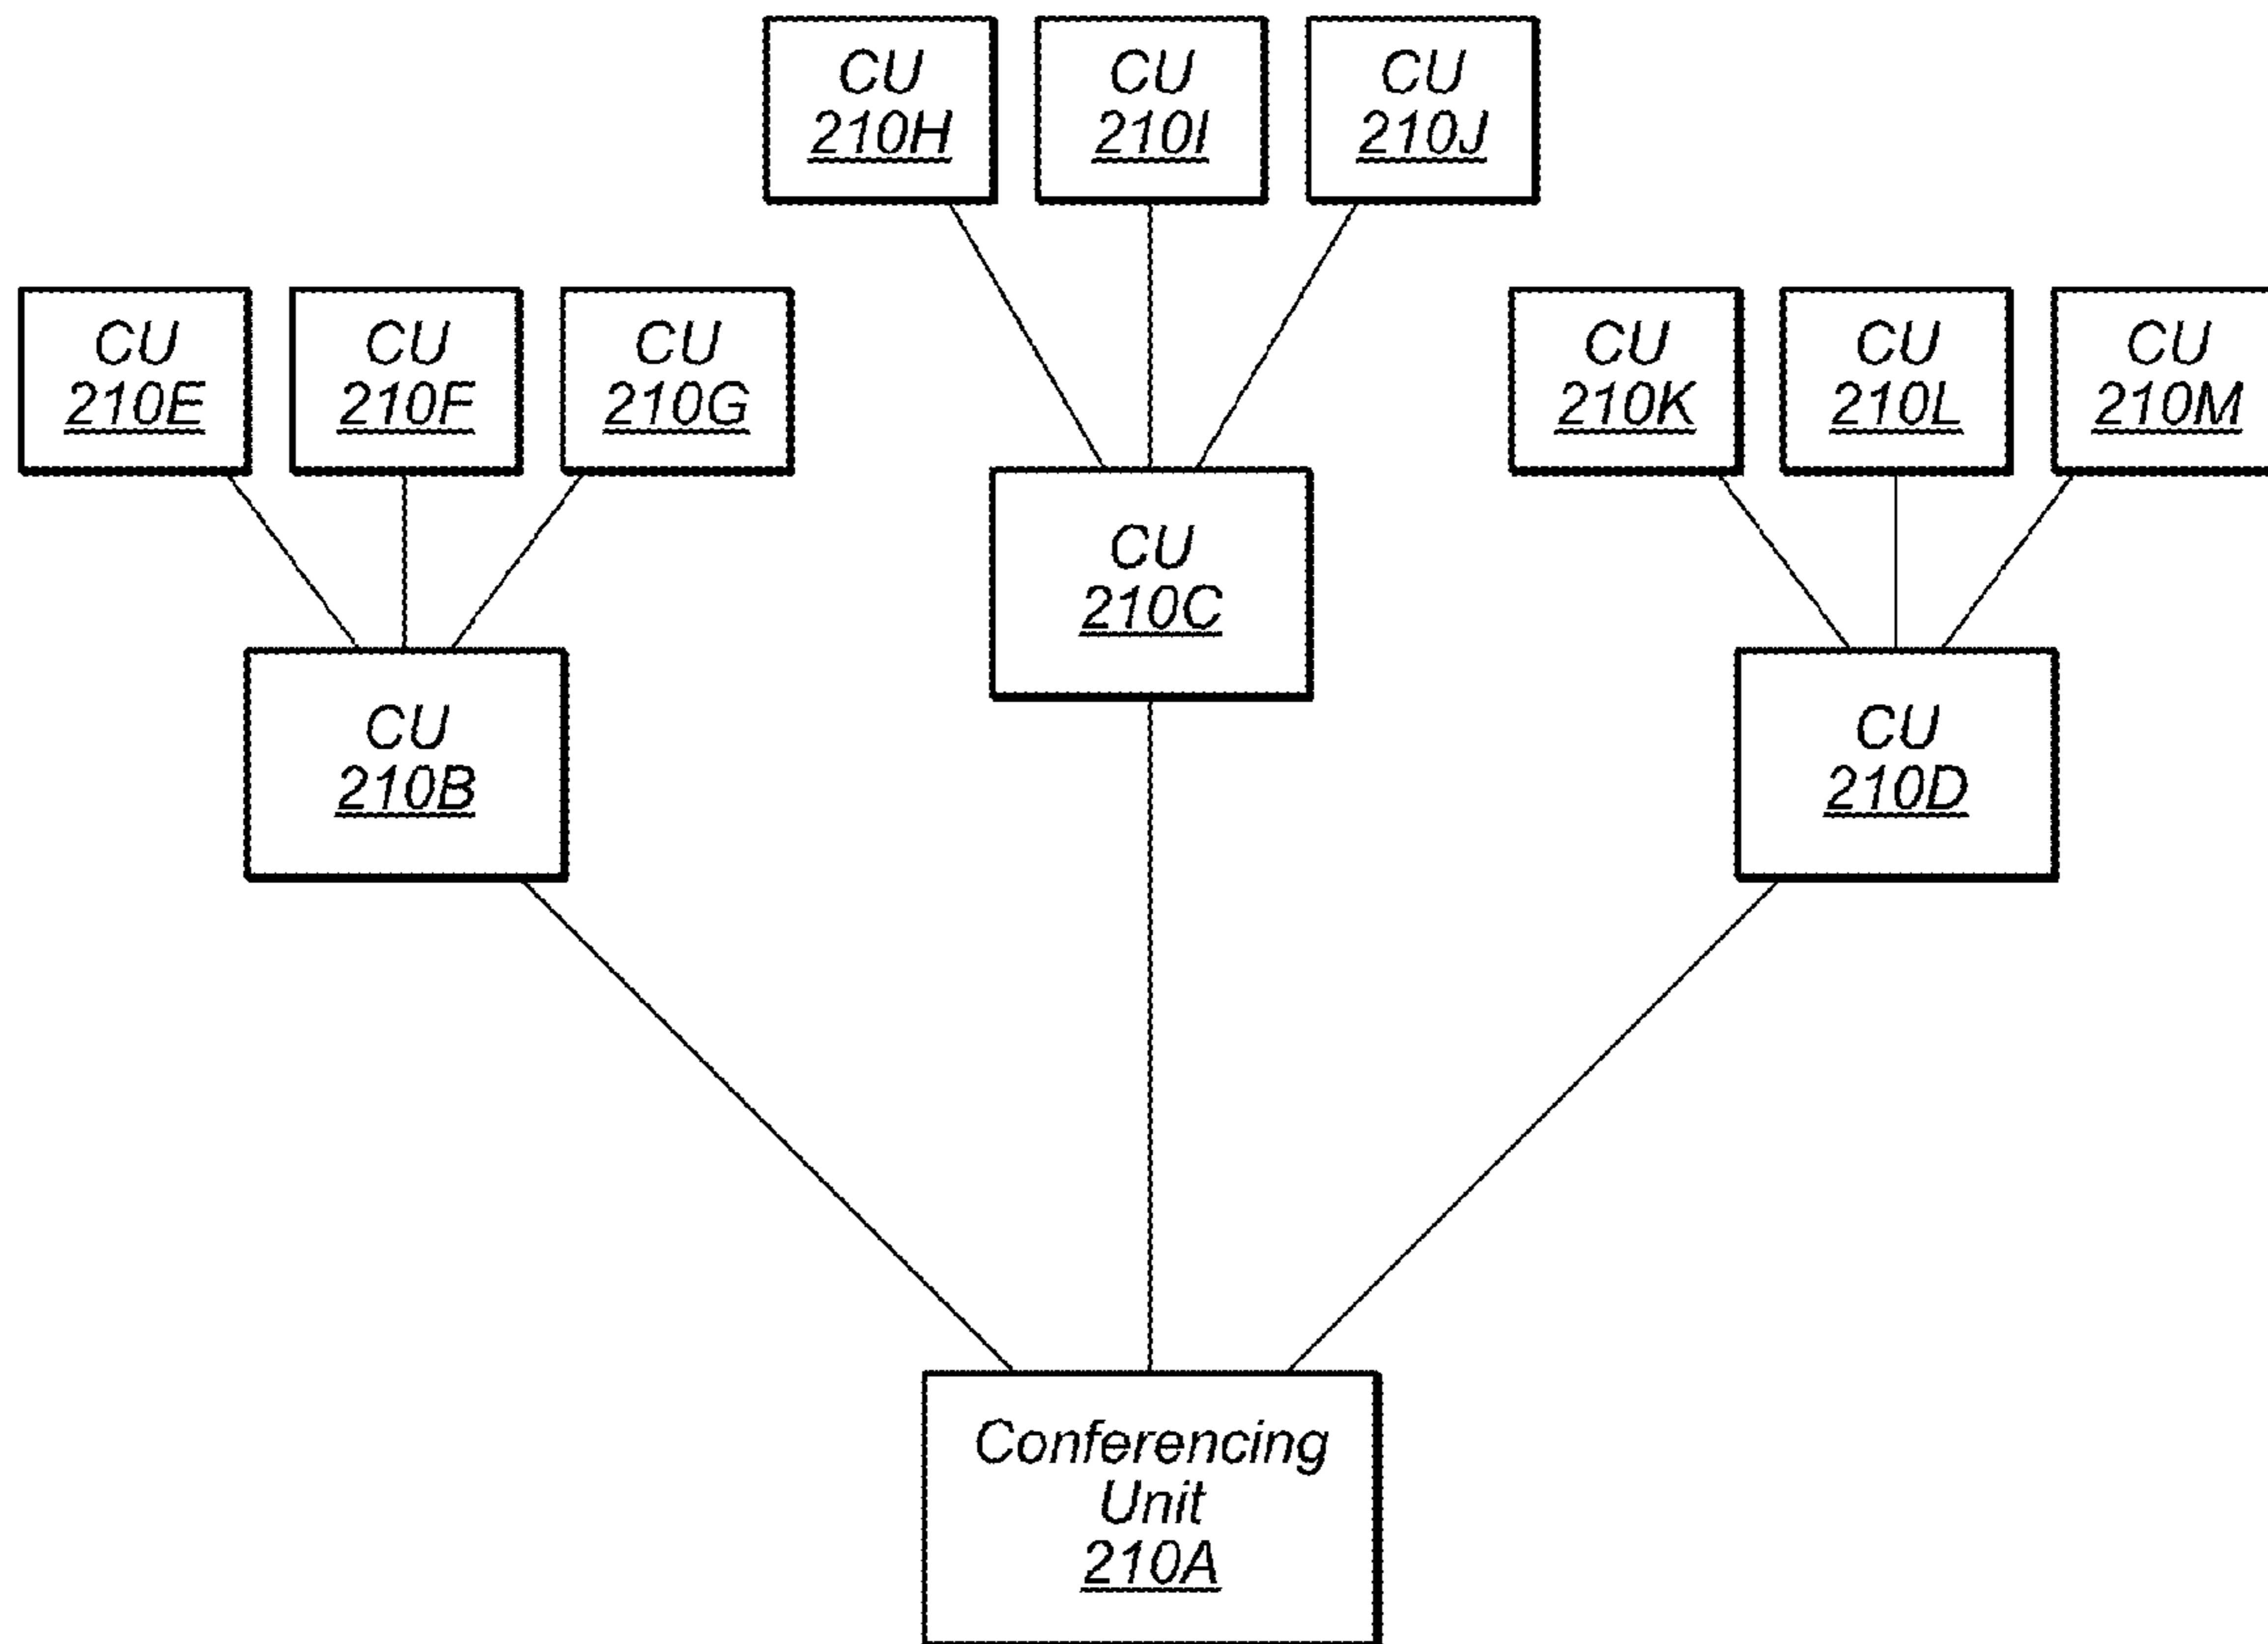 CU
210H
CU
210I
CU
210J
CU
210E
CU
210F
CU
210G
CU
210K
CU
210L
CU
210M
CU
210C
CU
210B
CU
210D
Conferencing
Unit
210A